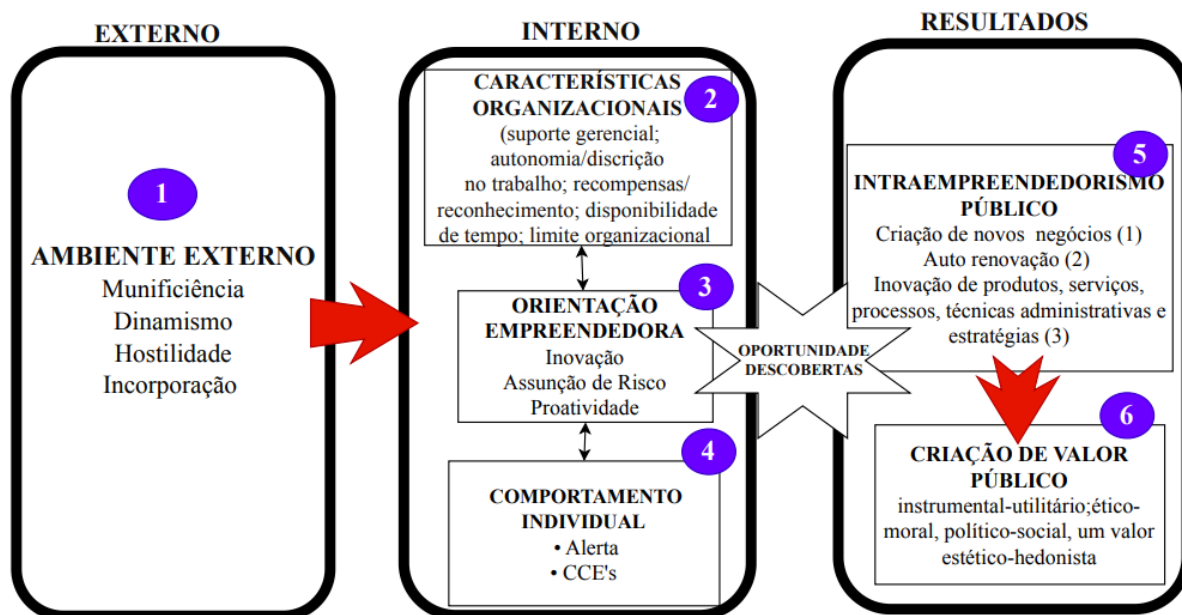 EXTERNO
1
AMBIENTE EXTERNO
Munificiência
Dinamismo
Hostilidade
Incorporação
INTERNO
CARACTERÍSTICAS
2
ORGANIZACIONAIS
(suporte gerencial;
autonomia/discrição
no trabalho; recompensas/
reconhecimento; disponibilidade
de tempo; limite organizacional
3
ORIENTAÇÃO
EMPREENDEDORA
Inovação
Assunção de Risco
Proatividade
4
COMPORTAMENTO
INDIVIDUAL
• Alerta
• CCE's
OPORTUNIDADE
DESCOBERTAS
RESULTADOS
5
INTRAEMPREENDEDORISMO
PÚBLICO
Criação de novos negócios (1)
Auto renovação (2)
Inovação de produtos, serviços,
processos, técnicas administrativas e
estratégias (3)
6
CRIAÇÃO DE VALOR
PÚBLICO
instrumental-utilitário;ético-
moral, político-social, um valor
estético-hedonista